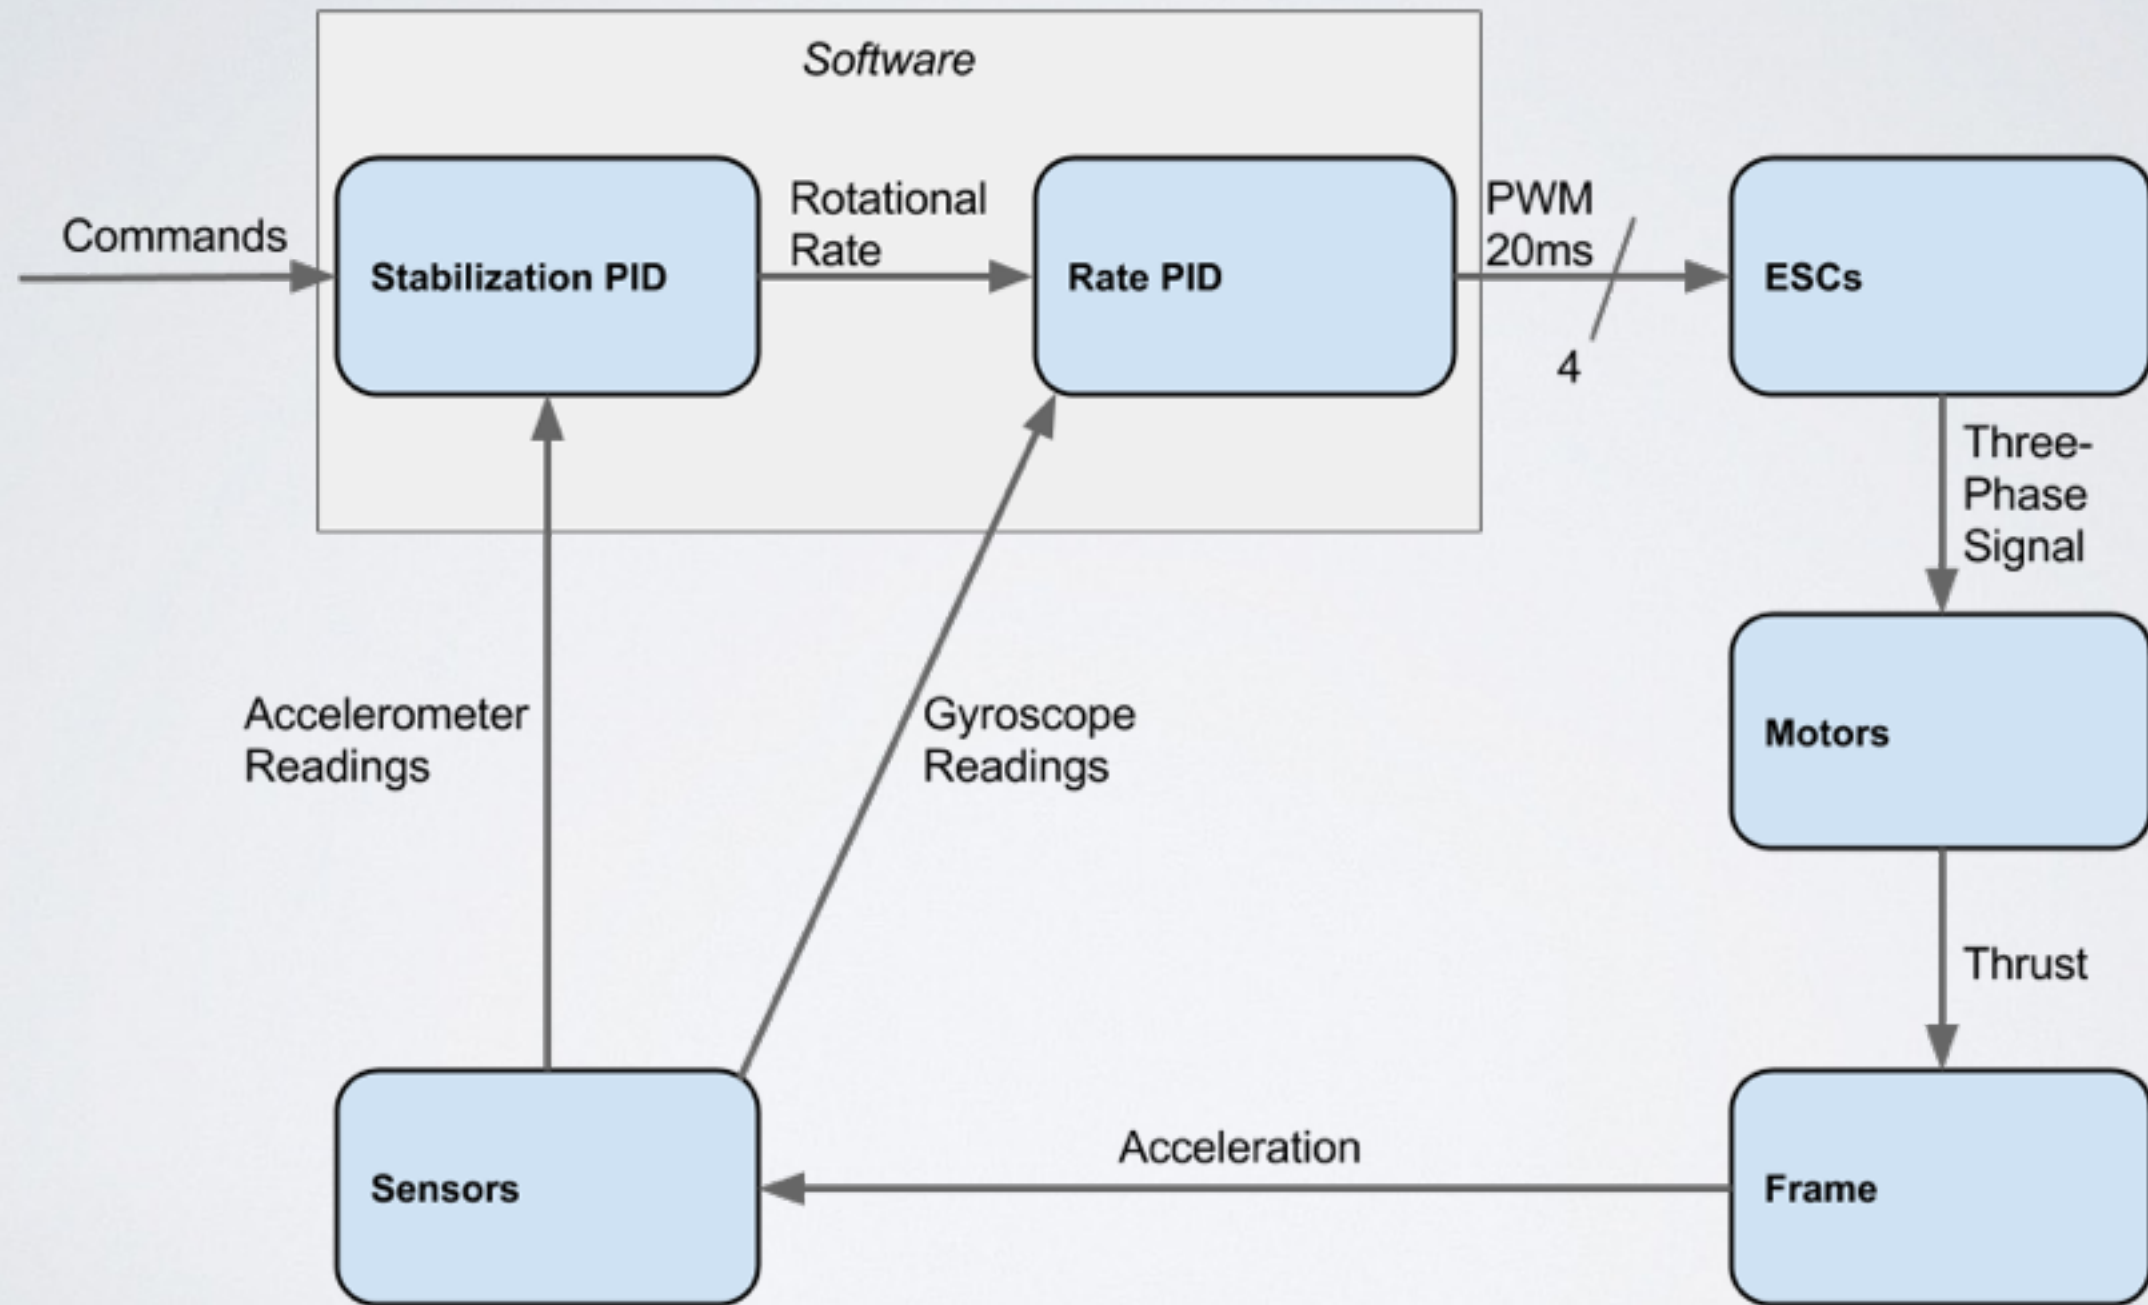 Software
Commands
Stabilization PID
Rotational
Rate
Rate PID
PWM
20ms
4
ESCs
Three-
Phase
Signal
Accelerometer
Readings
Gyroscope
Readings
Motors
Thrust
Sensors
Acceleration
Frame